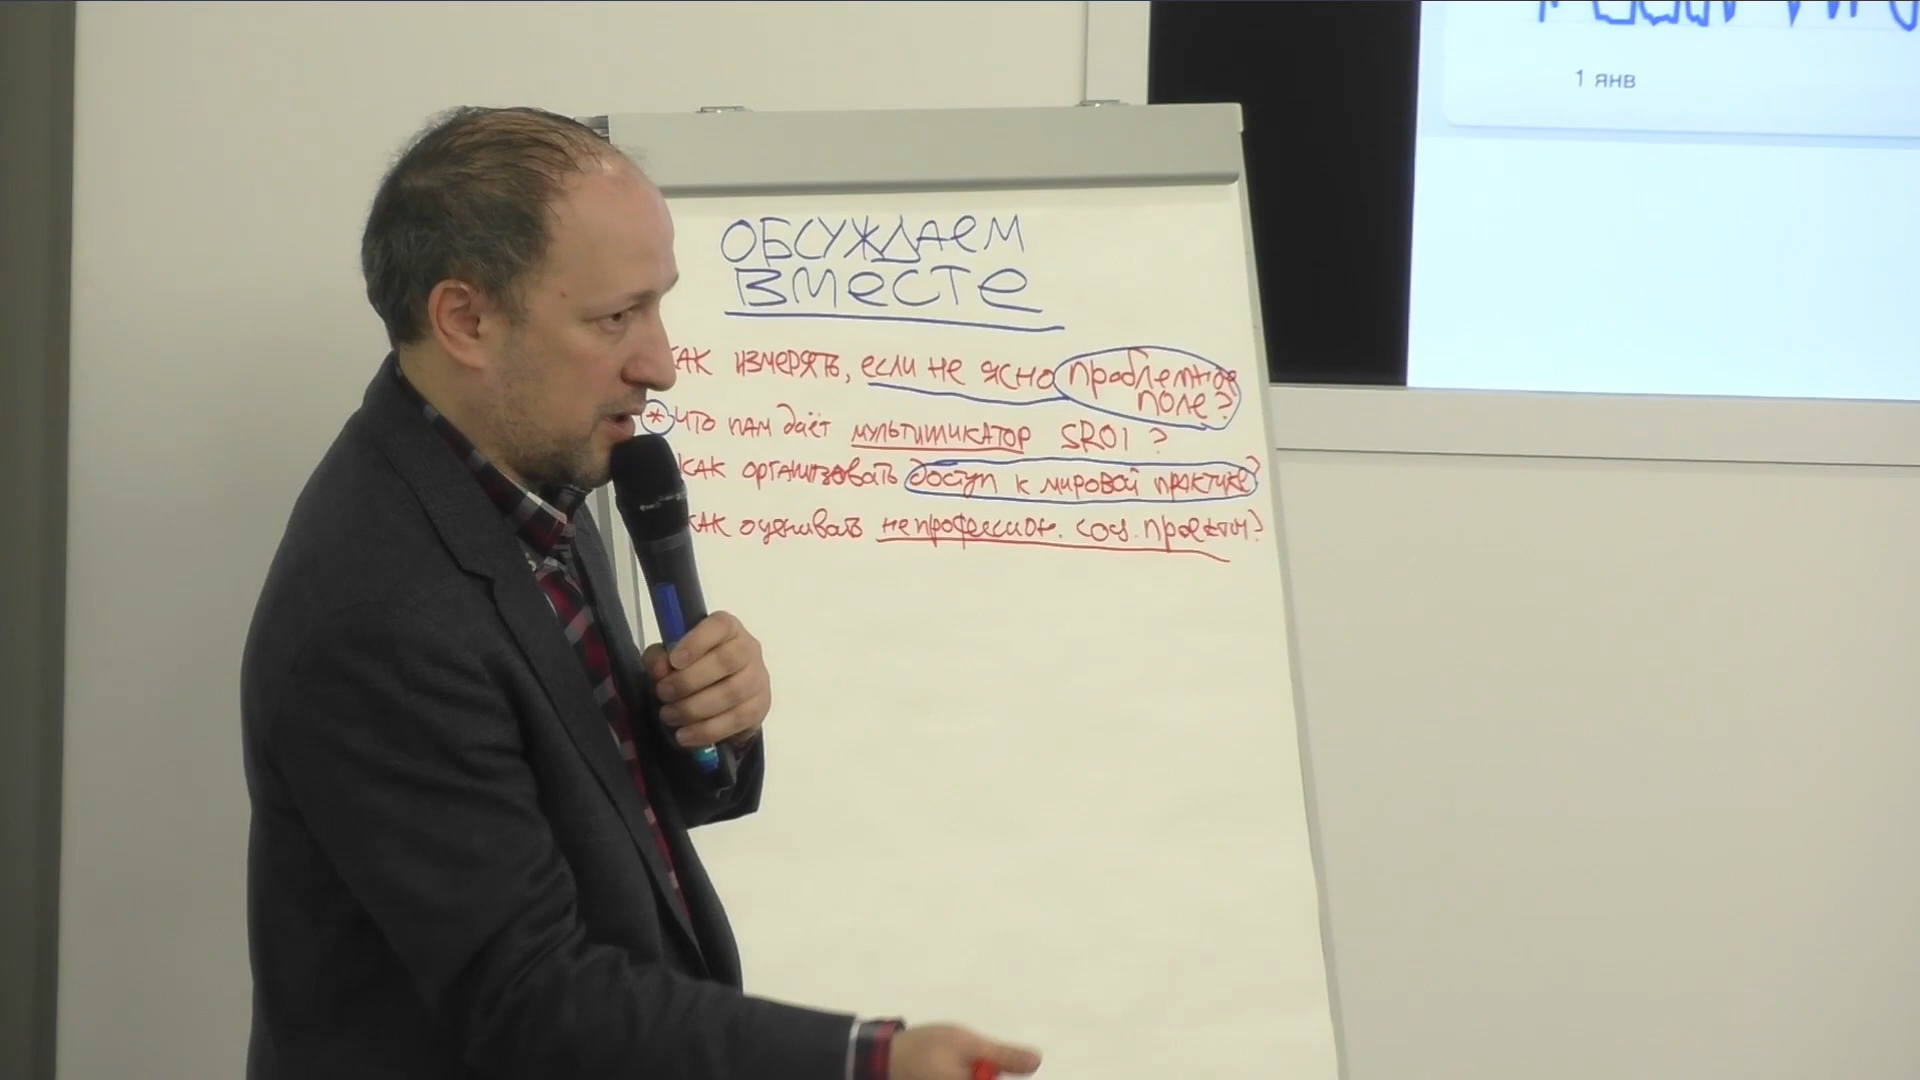 1 янв
ОБСУЖДАЕМ
ВМЕСТЕ
КАК ИЗМЕРЯТЬ, если не ясно проблемное
поле?
* ЧТО НАМ даёт мультипликатор SROI ?
КАК организовать доступ к мировой практике?
КАК оценивать непрофессион. соц. проекты?